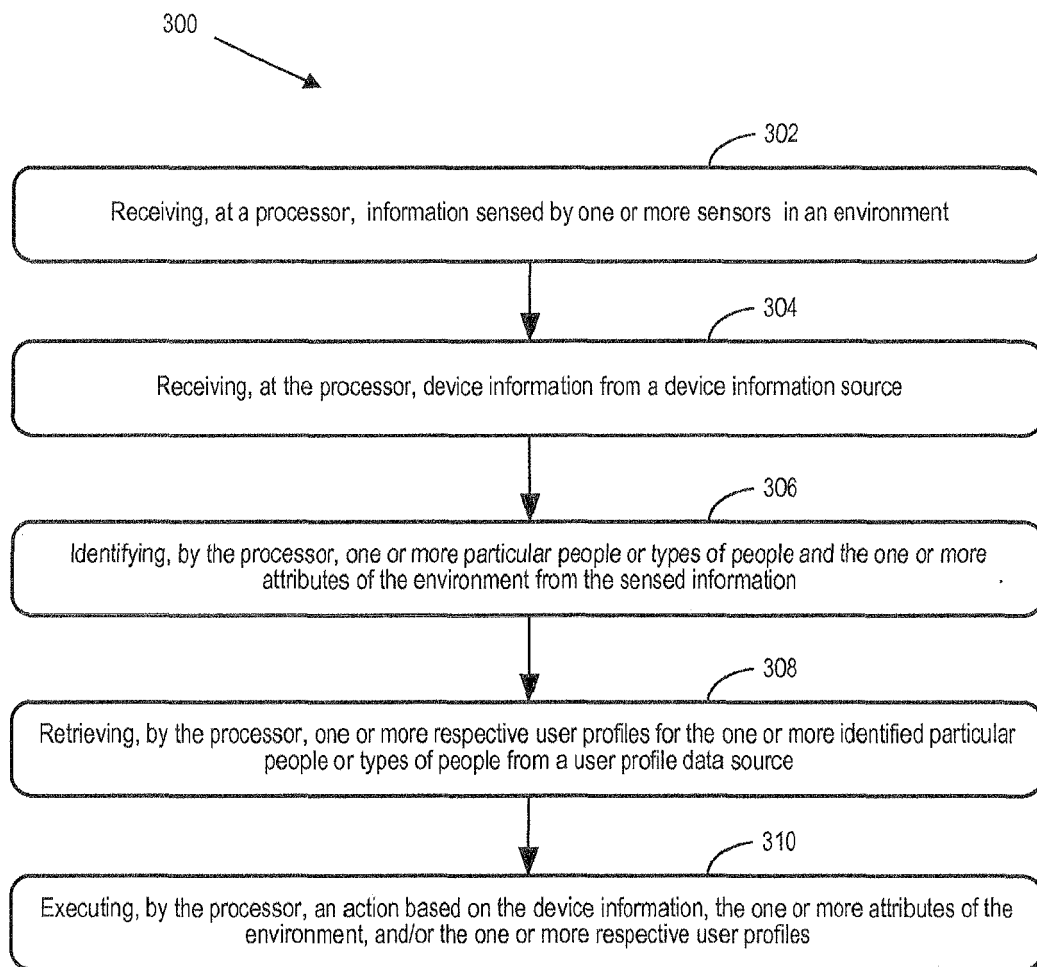 300
302
Receiving, at a processor, information sensed by one or more sensors in an environment
304
Receiving, at the processor, device information from a device information source
306
Identifying, by the processor, one or more particular people or types of people and the one or more
attributes of the environment from the sensed information
308
Retrieving, by the processor, one or more respective user profiles for the one or more identified particular
people or types of people from a user profile data source
310
Executing, by the processor, an action based on the device information, the one or more attributes of the
environment, and/or the one or more respective user profiles